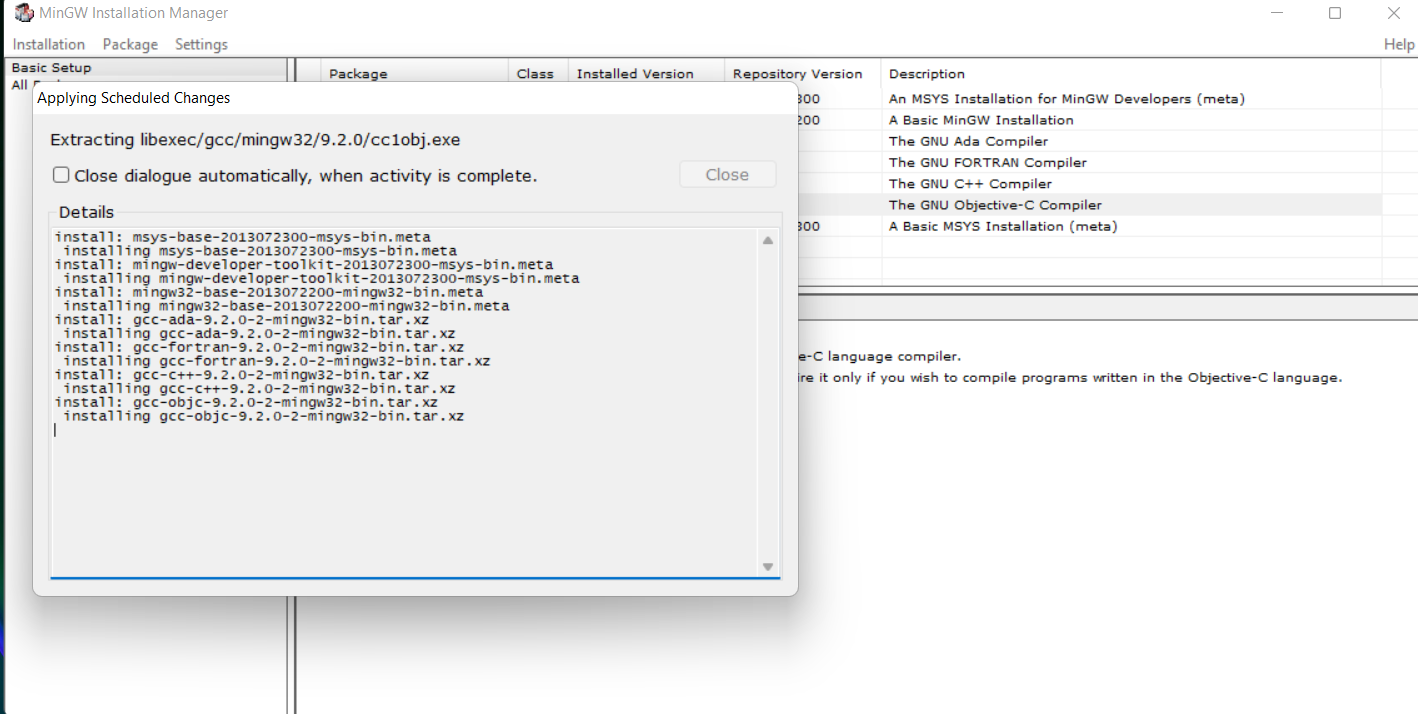 MinGW Installation Manager
Installation Package Settings Help
Basic Setup
All
Package Class Installed Version Repository Version Description
300 An MSYS Installation for MinGW Developers (meta)
200 A Basic MinGW Installation
The GNU Ada Compiler
The GNU FORTRAN Compiler
The GNU C++ Compiler
The GNU Objective-C Compiler
300 A Basic MSYS Installation (meta)
e-C language compiler.
ire it only if you wish to compile programs written in the Objective-C language.
Applying Scheduled Changes
Extracting libexec/gcc/mingw32/9.2.0/cc1obj.exe
Close dialogue automatically, when activity is complete.
Close
Details
install: msys-base-2013072300-msys-bin.meta
installing msys-base-2013072300-msys-bin.meta
install: mingw-developer-toolkit-2013072300-msys-bin.meta
installing mingw-developer-toolkit-2013072300-msys-bin.meta
install: mingw32-base-2013072200-mingw32-bin.meta
installing mingw32-base-2013072200-mingw32-bin.meta
install: gcc-ada-9.2.0-2-mingw32-bin.tar.xz
installing gcc-ada-9.2.0-2-mingw32-bin.tar.xz
install: gcc-fortran-9.2.0-2-mingw32-bin.tar.xz
installing gcc-fortran-9.2.0-2-mingw32-bin.tar.xz
install: gcc-c++-9.2.0-2-mingw32-bin.tar.xz
installing gcc-c++-9.2.0-2-mingw32-bin.tar.xz
install: gcc-objc-9.2.0-2-mingw32-bin.tar.xz
installing gcc-objc-9.2.0-2-mingw32-bin.tar.xz